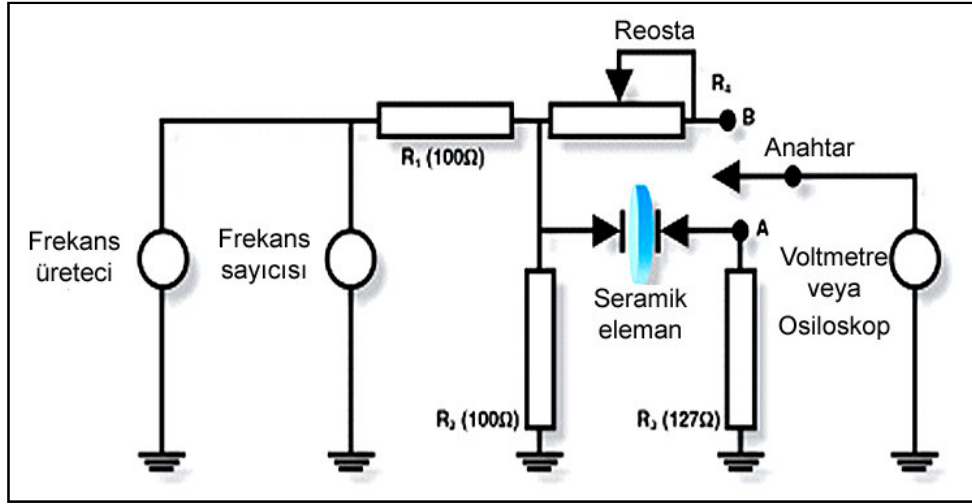 Reosta
R₄
B
R₁ (100Ω)
Anahtar
Frekans
üreteci
Frekans
sayıcısı
A
Seramik
eleman
Voltmetre
veya
Osiloskop
R₂ (100Ω)
R₃ (127Ω)